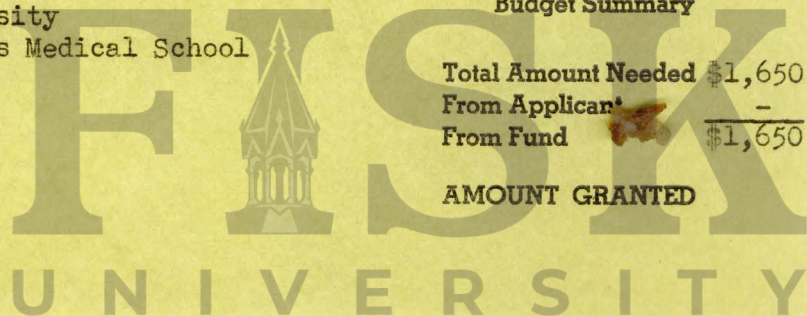 Budget Summary
sity
s Medical School
Total Amount Needed $1,650
From Applicant -
From Fund $1,650
AMOUNT GRANTED
FISK
UNIVERSITY